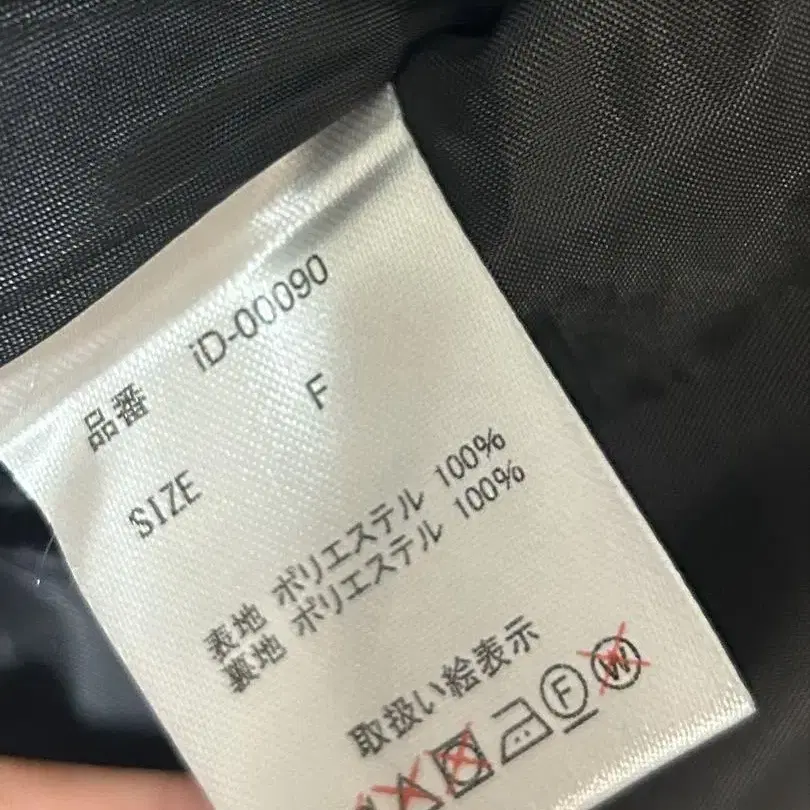 品番 iD-00090
SIZE F
表地 ポリエステル 100%
裏地 ポリエステル 100%
取扱い絵表示
F W